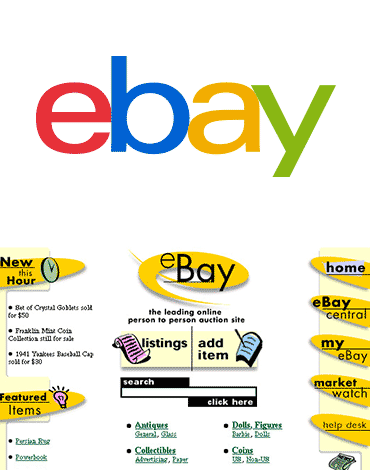 ebay
New
this
Hour
Bet of Crystal Goblets sold
for $50
Franklin Mint Coin
Collection still for sale
1941 Yankees Baseball Cap
sold for $30
Featured
Items
Persian Rug
Powerbook
eBay
the leading online
person to person auction site
listings
add
item
search
click here
Antiques
General, Glass
Collectibles
Advertising, Paper
Dolls, Figures
Barbie, Dolls
Coins
US, Non-US
home
eBay
central
my
eBay
market
watch
help desk